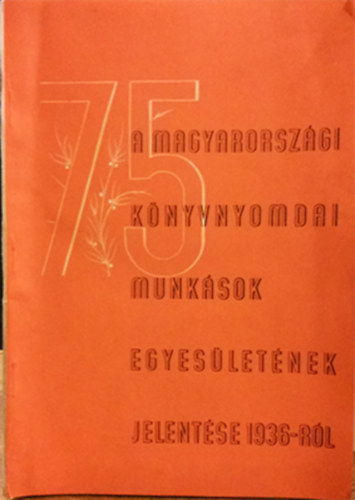 75
A MAGYARORSZÁGI
KÖNYVNYOMDAI
MUNKÁSOK
EGYESÜLETÉNEK
JELENTÉSE 1936-RÓL